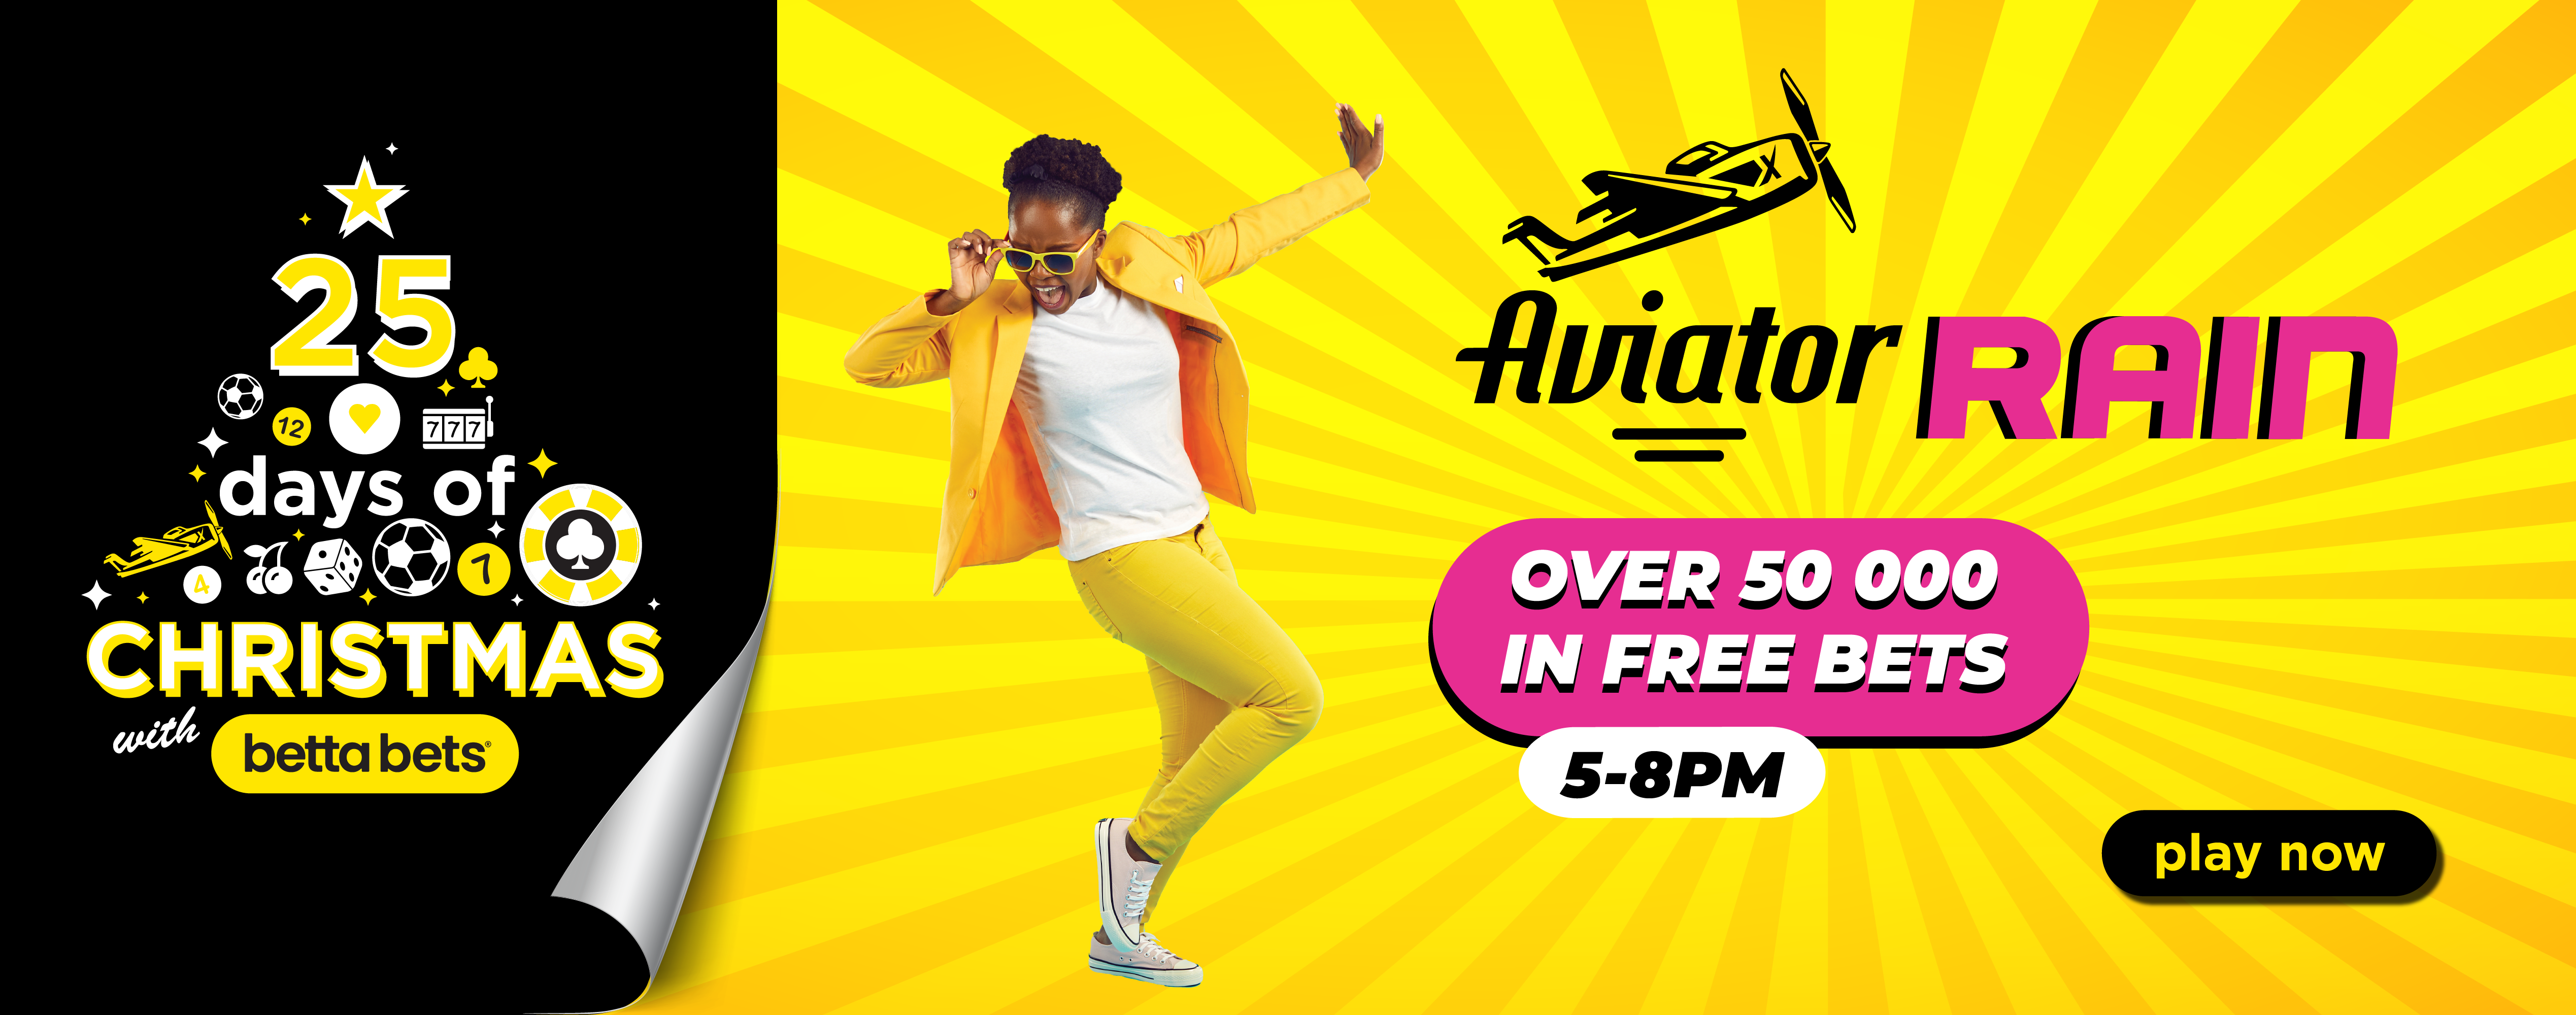 25
12
777
days of
4
7
CHRISTMAS
with
betta bets®
X
Aviator RAIN
OVER 50 000
IN FREE BETS
5-8PM
play now